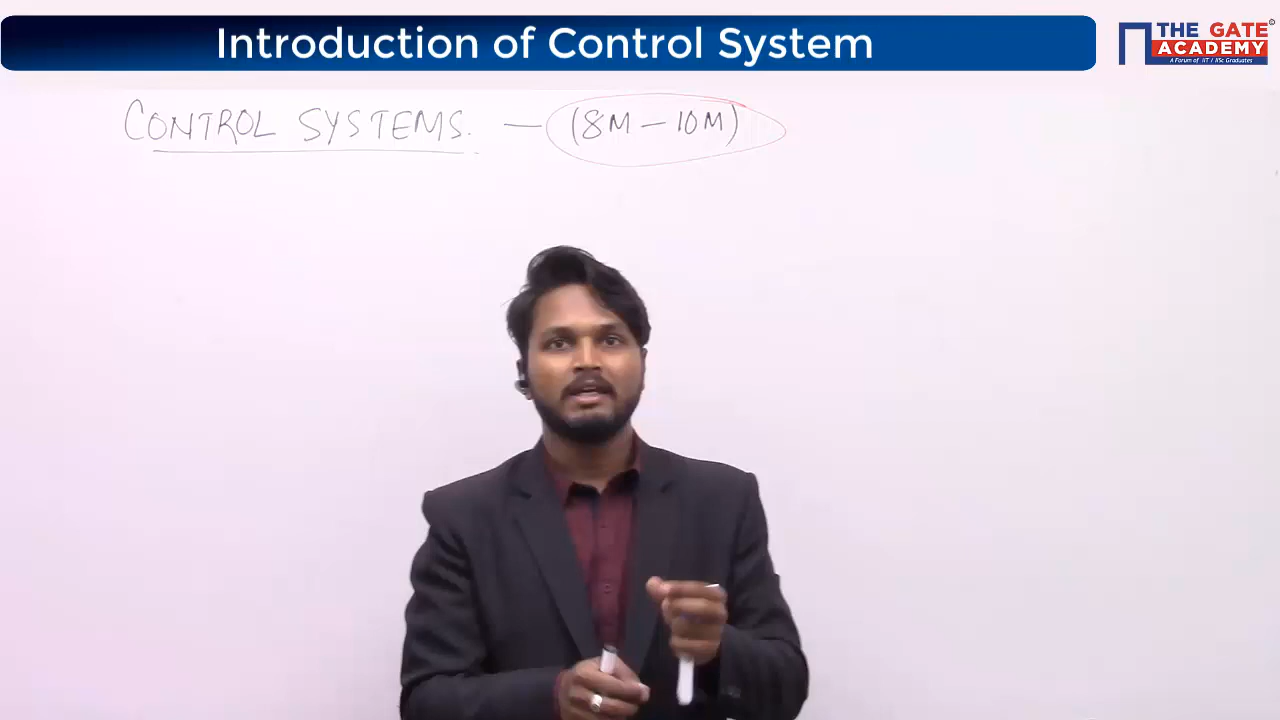 Introduction of Control System
THE GATE
ACADEMY
A Forum of IIT / IISc Graduates
CONTROL SYSTEMS. — (8M – 10M)